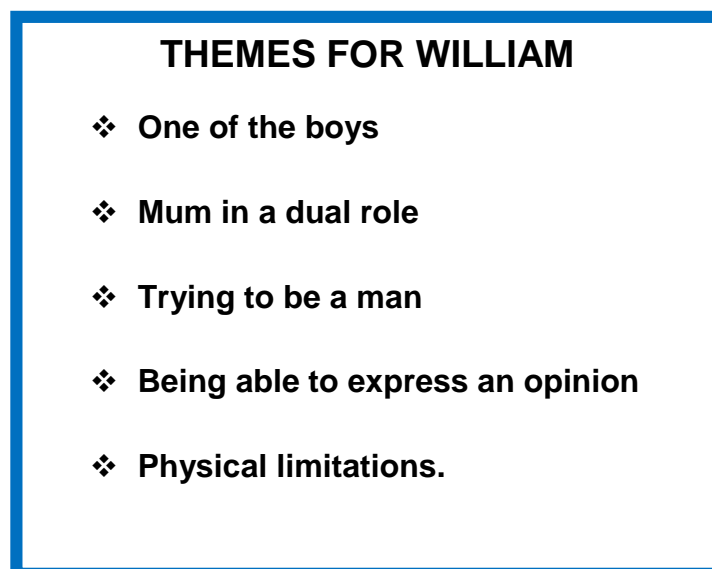 THEMES FOR WILLIAM
❖ One of the boys
❖ Mum in a dual role
❖ Trying to be a man
❖ Being able to express an opinion
❖ Physical limitations.